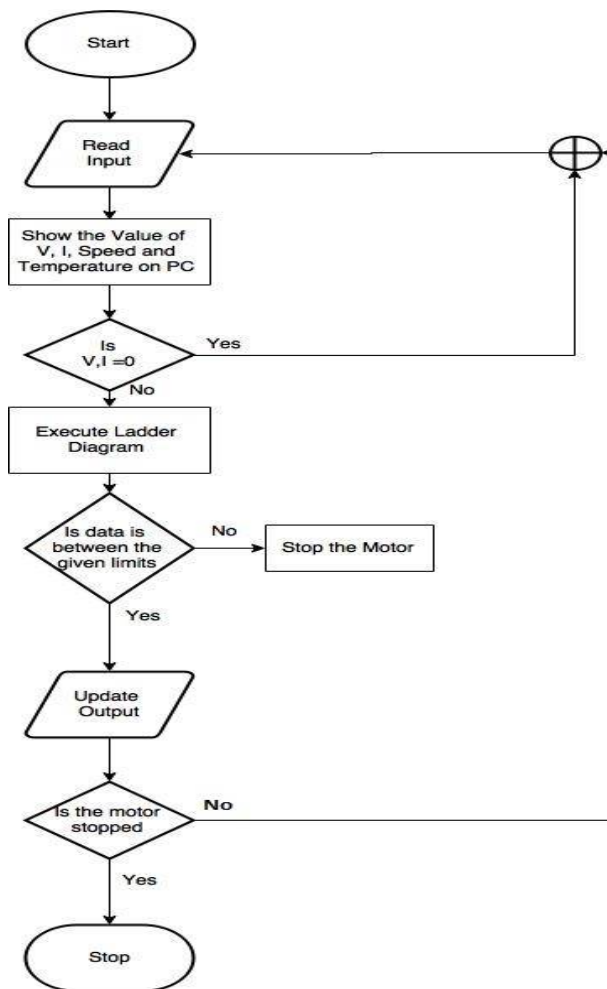 Start
Read
Input
Show the Value of
V, I, Speed and
Temperature on PC
Is
V,I =0
Yes
No
Execute Ladder
Diagram
Is data is
between the
given limits
No
Stop the Motor
Yes
Update
Output
Is the motor
stopped
No
Yes
Stop